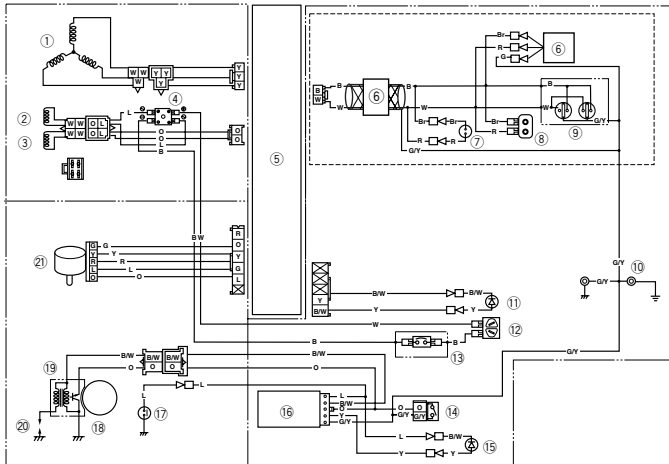 ①
W W Y Y Y
W Y Y
Y
②
③
W W O L
W W O L
④
L
O O
O O
L
B
⑤
B B
W W
⑥
B
W
Br
R
G
⑥
B
W
G/Y
⑨
Br Br
R R
⑦
Br
R
⑧
G/Y
㉑
G G
Y Y
R R
L L
O O
R
O
Y
G
L
B W
Y
B/W
B/W B/W
Y Y
⑪
G/Y
G/Y
⑩
W
⑫
B B
⑬
G/Y
B/W B/W B/W B/W
O O O O
⑲
⑳
⑱
L
L
⑰
⑯
L
B/W
O
Y
G/Y
O O
G/Y G/Y
⑭
L B/W
Y Y
⑮